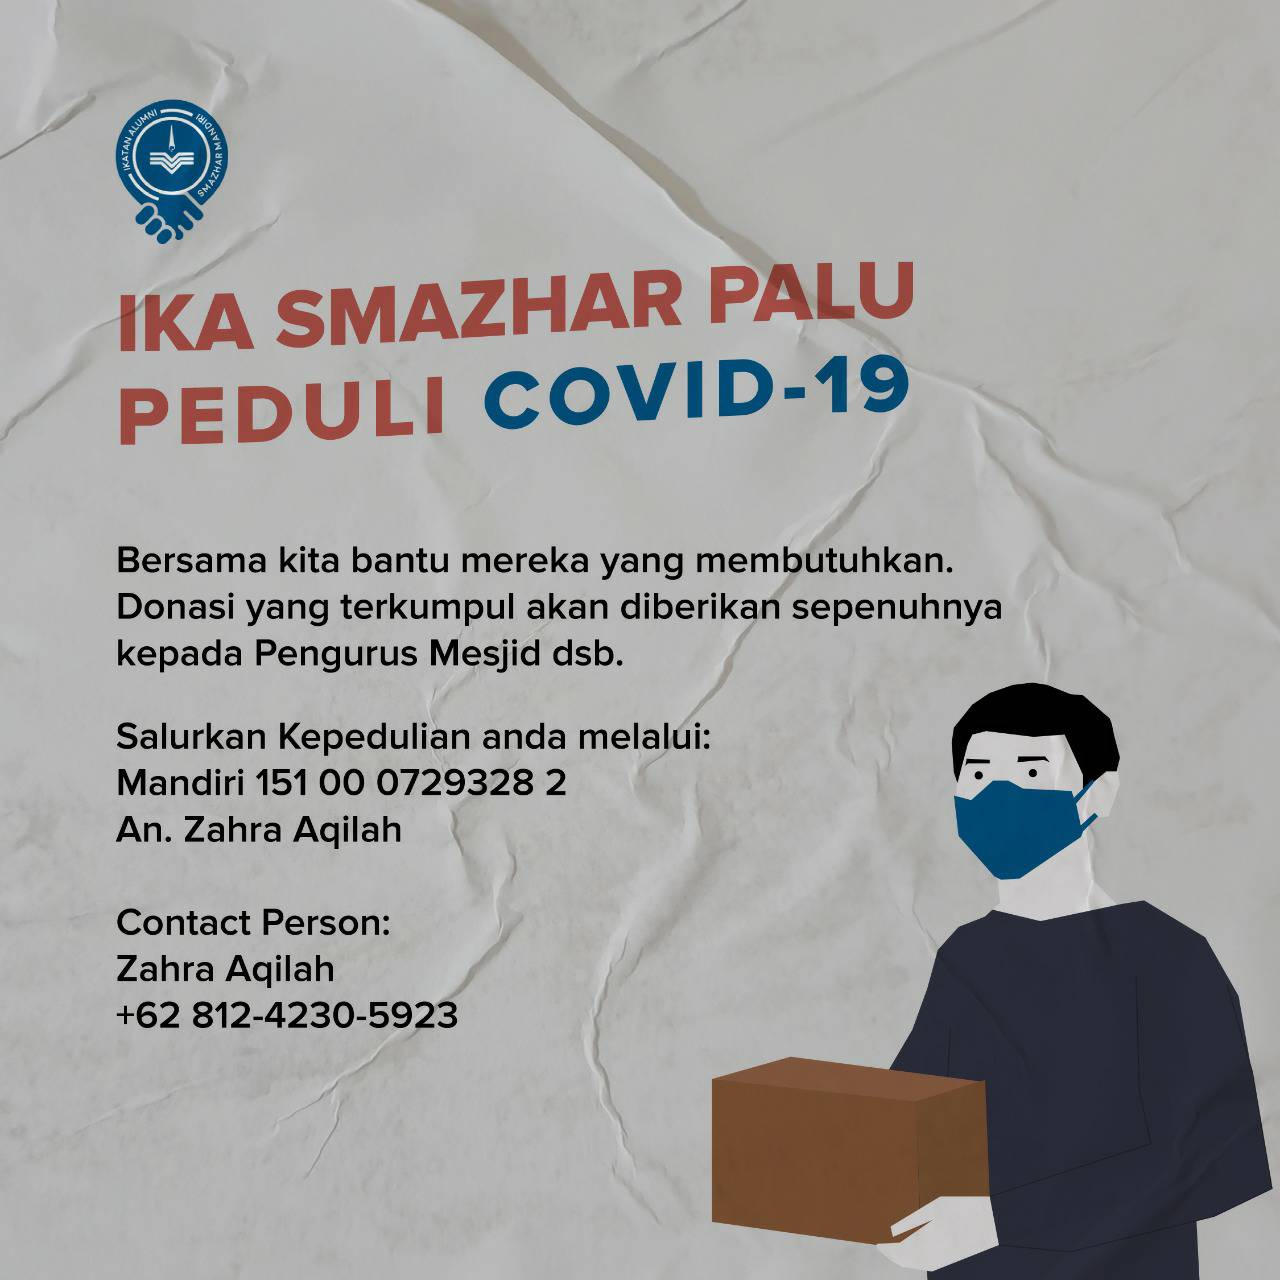 IKATAN ALUMNI
SMAZHAR MANDIRI
IKA SMAZHAR PALU
PEDULI COVID-19
Bersama kita bantu mereka yang membutuhkan.
Donasi yang terkumpul akan diberikan sepenuhnya
kepada Pengurus Mesjid dsb.
Salurkan Kepedulian anda melalui:
Mandiri 151 00 0729328 2
An. Zahra Aqilah
Contact Person:
Zahra Aqilah
+62 812-4230-5923